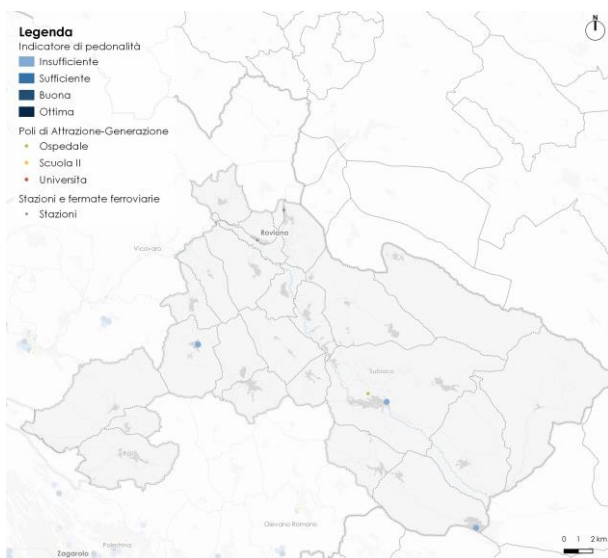 Legenda
Indicatore di pedonalità
Insufficiente
Sufficiente
Buona
Ottima
Poli di Attrazione-Generazione
Ospedale
Scuola II
Universita
Stazioni e fermate ferroviarie
Stazioni
N
Roviano
Vicovaro
Subiaco
Olevano Romano
Palestrina
Zagarolo
0 1 2 km